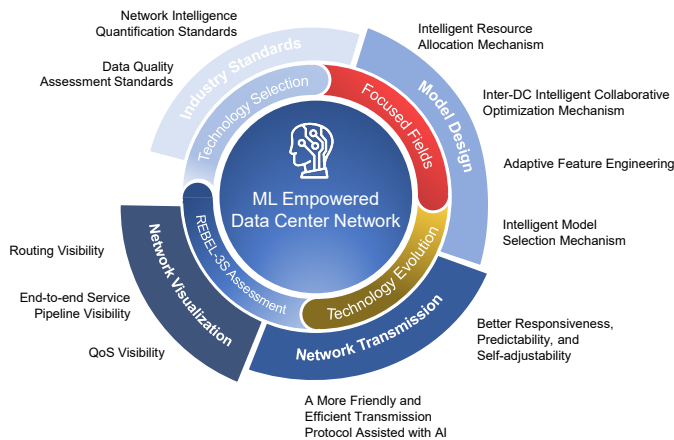 Network Intelligence
Quantification Standards
Data Quality
Assessment Standards
Intelligent Resource
Allocation Mechanism
Inter-DC Intelligent Collaborative
Optimization Mechanism
Adaptive Feature Engineering
Intelligent Model
Selection Mechanism
Industry Standards
Model Design
Technology Selection
Focused Fields
ML Empowered
Data Center Network
REBEL-3S Assessment
Technology Evolution
Network Visualization
Network Transmission
Routing Visibility
End-to-end Service
Pipeline Visibility
QoS Visibility
Better Responsiveness,
Predictability, and
Self-adjustability
A More Friendly and
Efficient Transmission
Protocol Assisted with AI